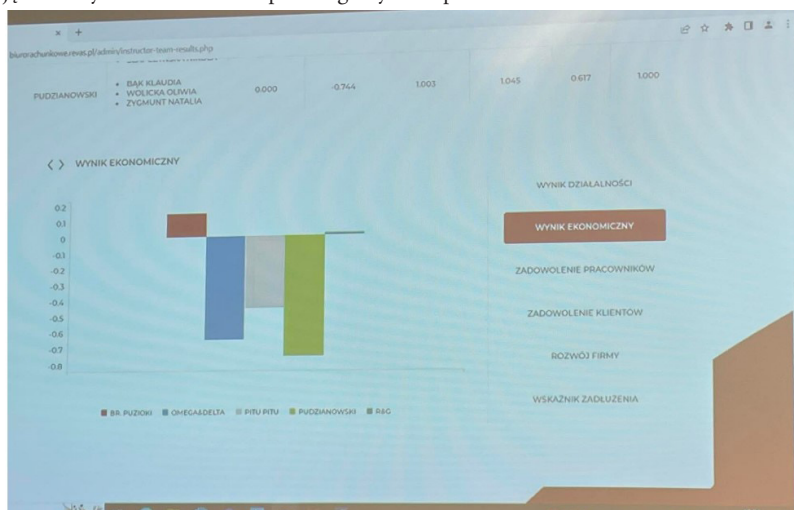 biurorachunkowe.revas.pl/admin/instructor-team-results.php
PUDZIANOWSKI
• BĄK KLAUDIA
• WOLICKA OLIWIA
• ZYGMUNT NATALIA
0.000 -0.744 1.003 1.045 0.617 1.000
< > WYNIK EKONOMICZNY
0.2
0.1
0
-0.1
-0.2
-0.3
-0.4
-0.5
-0.6
-0.7
-0.8
BR. PUZIOKI OMEGA&DELTA PITU PITU PUDZIANOWSKI R&G
WYNIK DZIAŁALNOŚCI
WYNIK EKONOMICZNY
ZADOWOLENIE PRACOWNIKÓW
ZADOWOLENIE KLIENTÓW
ROZWÓJ FIRMY
WSKAŹNIK ZADŁUŻENIA